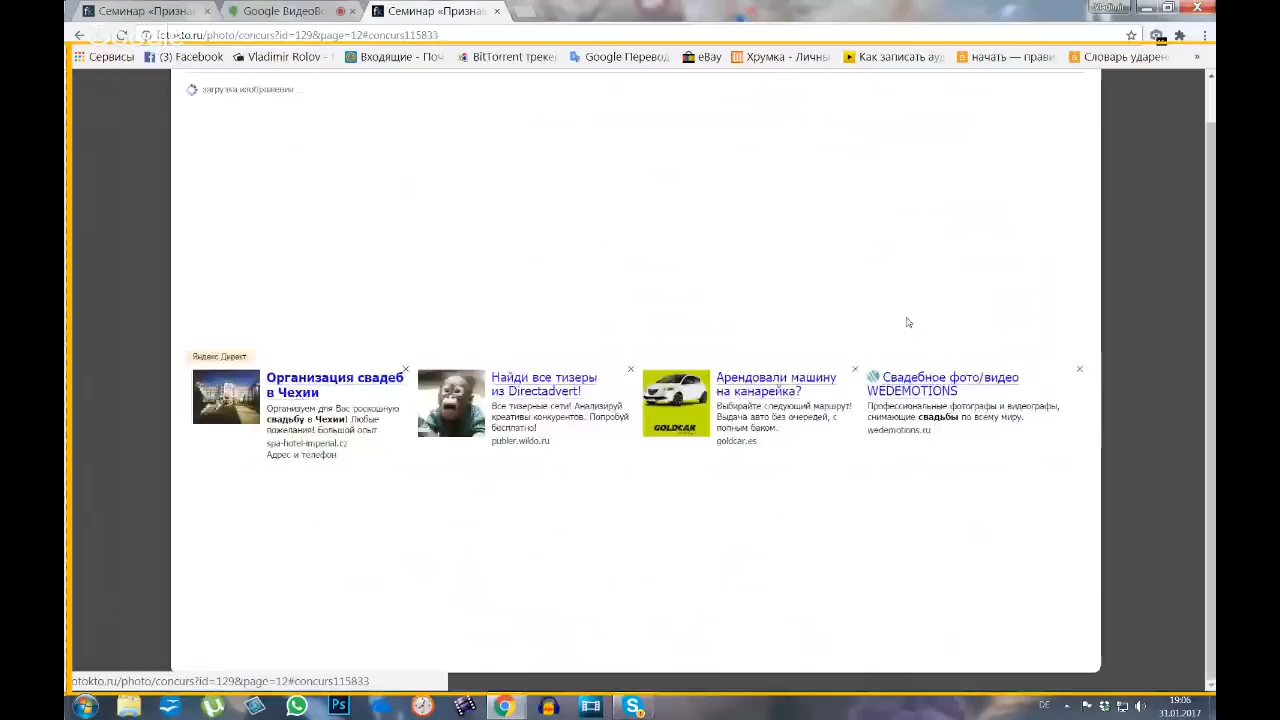 Семинар «Признан
Google ВидеоВс
Семинар «Призна
Vladimir
otokto.ru/photo/concurs?id=129&page=12#concurs115833
Сервисы
(3) Facebook
Vladimir Rolov -
Входящие - Поч
BitTorrent трекер
Google Перевод
eBay
Хрумка - Личны
Как записать ауд
начать — прави
Словарь ударен
»
загрузка изображения ...
Яндекс Директ
Организация свадеб
в Чехии
Организуем для Вас роскошную
свадьбу в Чехии! Любые
пожелания! Большой опыт
spa-hotel-imperial.cz
Адрес и телефон
Найди все тизеры
из Directadvert!
Все тизерные сети! Анализируй
креативы конкурентов. Попробуй
бесплатно!
publer.wildo.ru
GOLDCAR
Арендовали машину
на канарейка?
Выбирайте следующий маршрут!
Выдача авто без очередей, с
полным баком.
goldcar.es
Свадебное фото/видео
WEDEMOTIONS
Профессиональные фотографы и видеографы,
снимающие свадьбы по всему миру.
wedemotions.ru
otokto.ru/photo/concurs?id=129&page=12#concurs115833
DE
19:06
31.01.2017